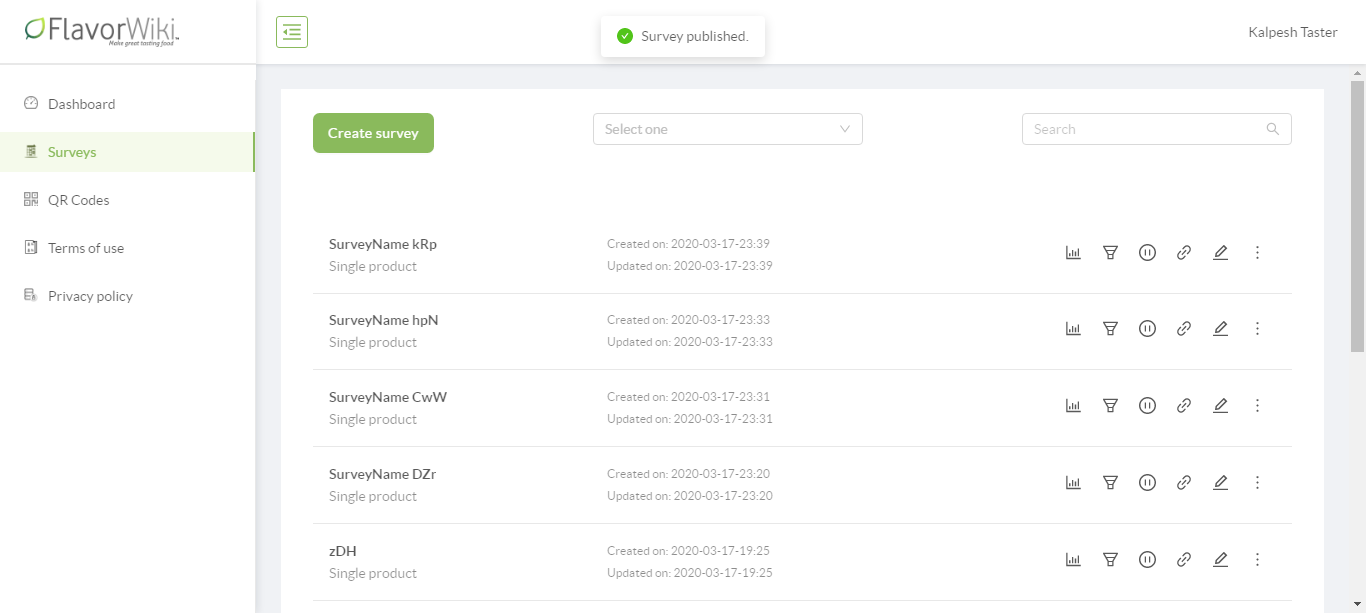 FlavorWiki
Make great tasting food
Survey published.
Kalpesh Taster
Dashboard
Surveys
QR Codes
Terms of use
Privacy policy
Create survey
Select one
Search
SurveyName kRp
Single product
Created on: 2020-03-17-23:39
Updated on: 2020-03-17-23:39
SurveyName hpN
Single product
Created on: 2020-03-17-23:33
Updated on: 2020-03-17-23:33
SurveyName CwW
Single product
Created on: 2020-03-17-23:31
Updated on: 2020-03-17-23:31
SurveyName DZr
Single product
Created on: 2020-03-17-23:20
Updated on: 2020-03-17-23:20
zDH
Single product
Created on: 2020-03-17-19:25
Updated on: 2020-03-17-19:25